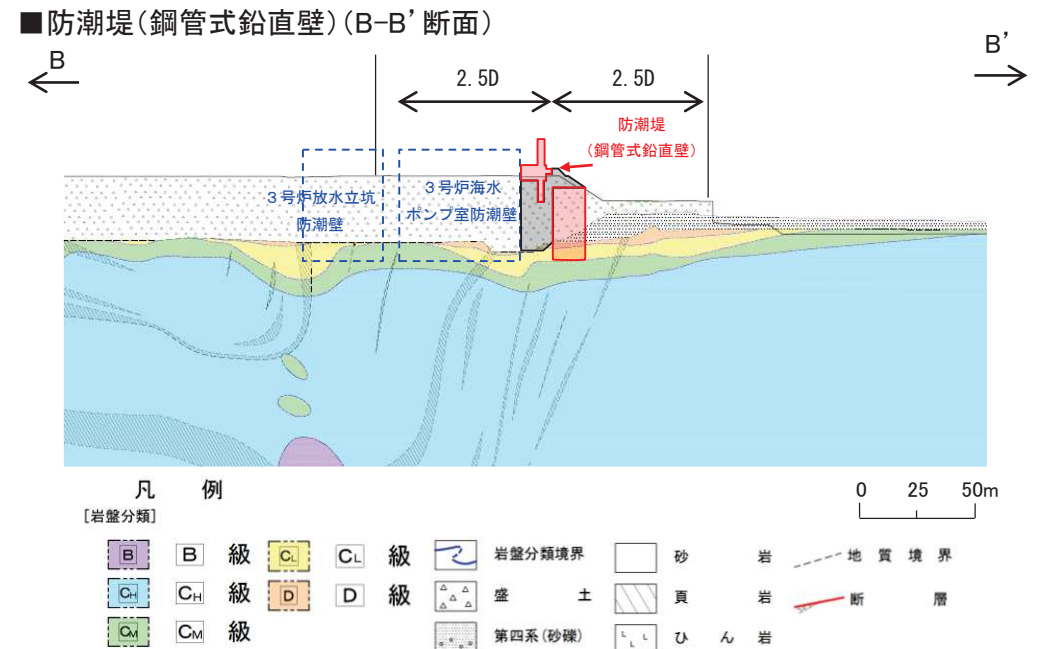 ■防潮堤(鋼管式鉛直壁)(B-B’断面)
B
B’
2.5D
2.5D
防潮堤
(鋼管式鉛直壁)
3号炉放水立坑
防潮壁
3号炉海水
ポンプ室防潮壁
凡 例
[岩盤分類]
0 25 50m
B B 級 CL CL 級 岩盤分類境界 砂 岩 地質境界
CH CH 級 D D 級 盛 土 頁 岩 断 層
CM CM 級 第四系(砂礫) ひ ん 岩